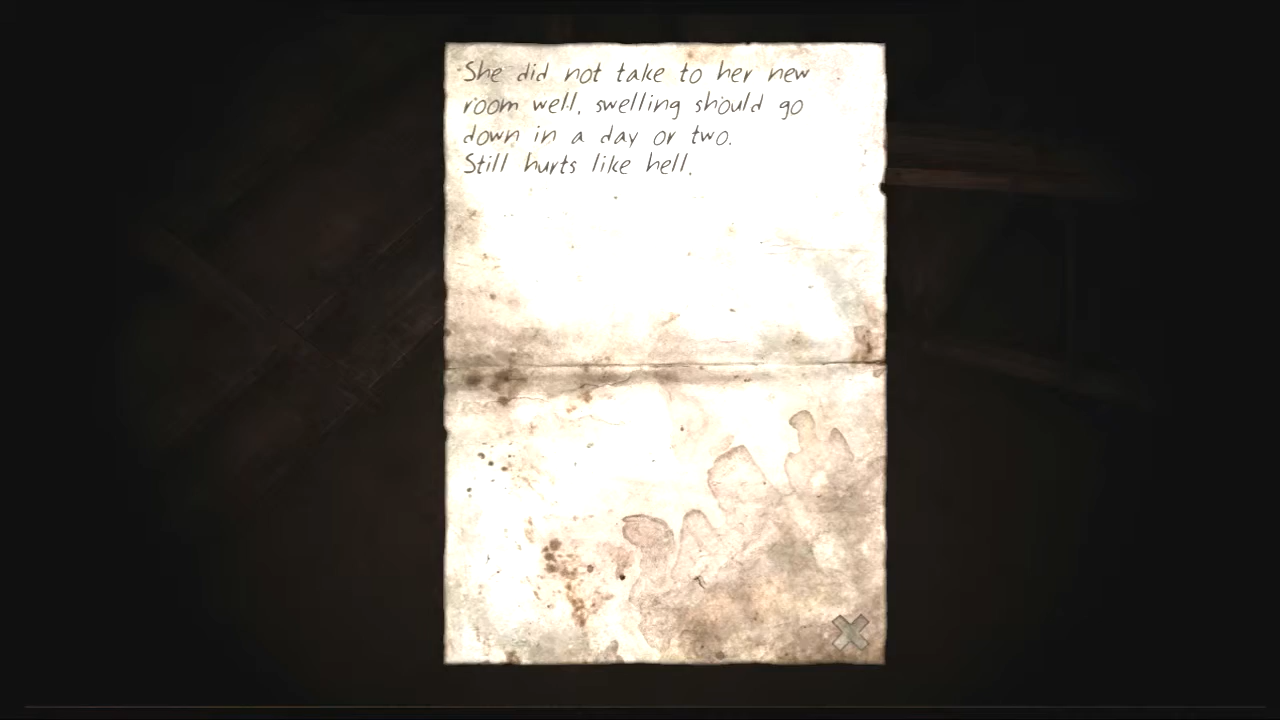 She did not take to her new
room well, swelling should go
down in a day or two.
Still hurts like hell.